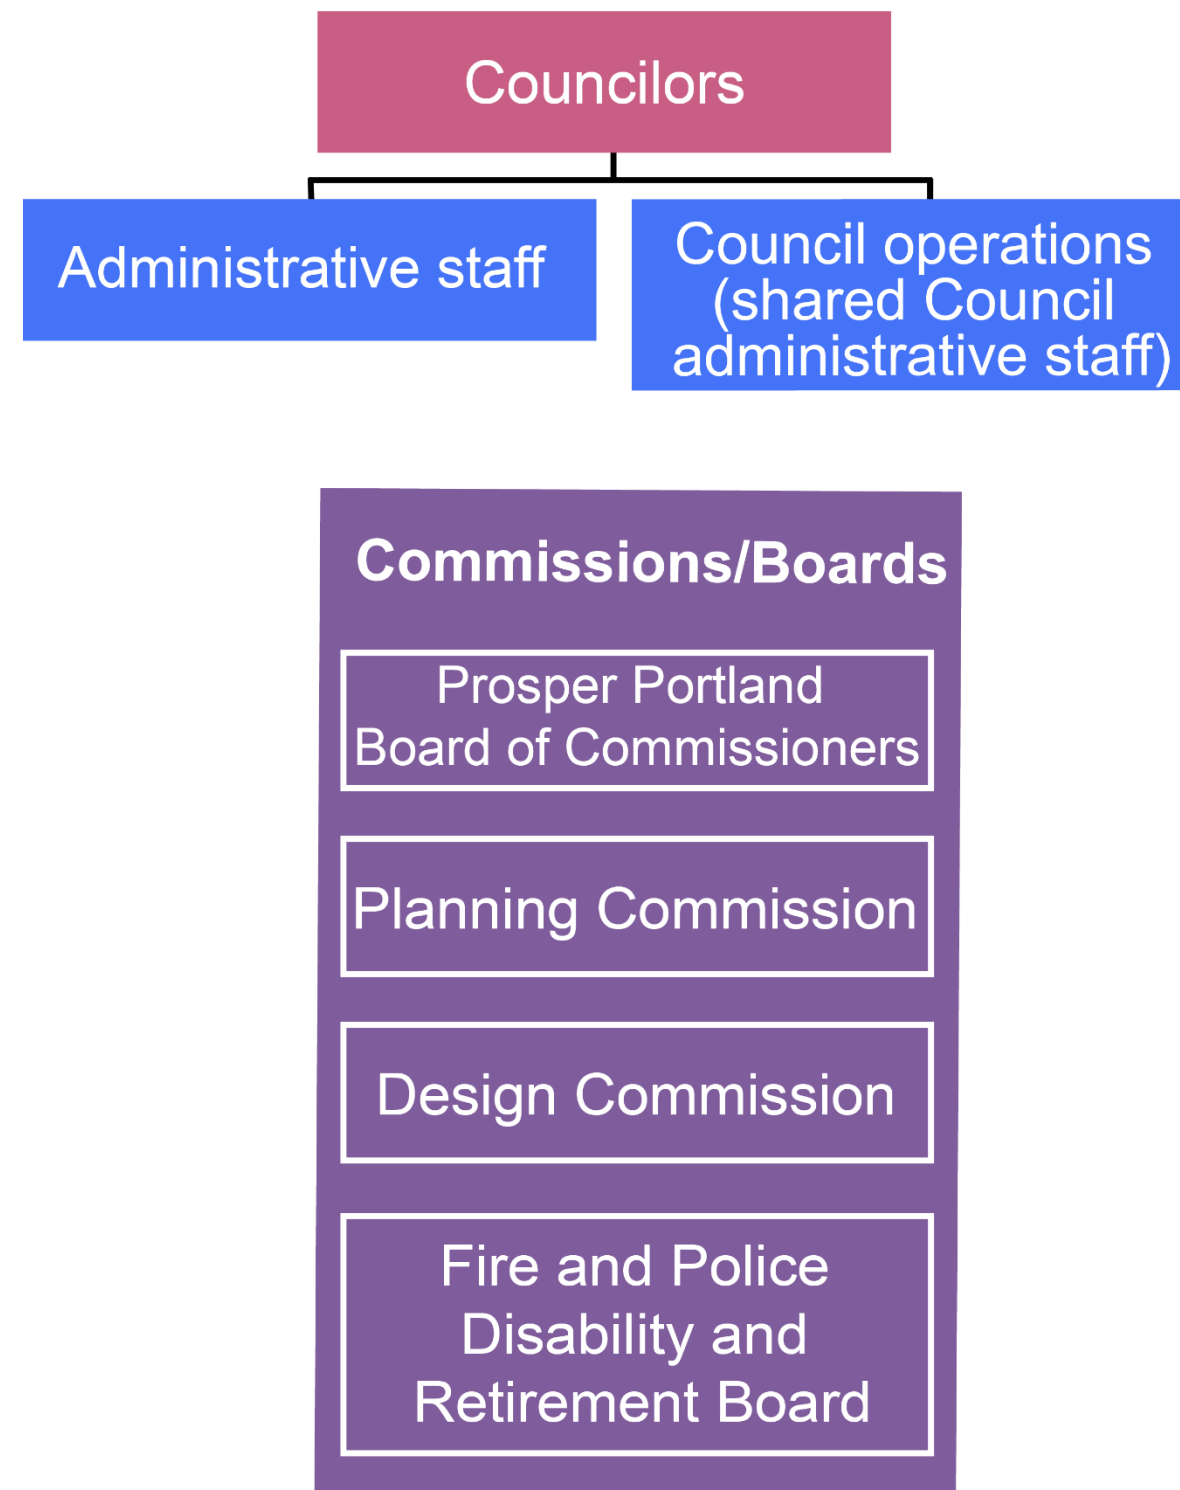 Councilors
Administrative staff
Council operations
(shared Council
administrative staff)
Commissions/Boards
Prosper Portland
Board of Commissioners
Planning Commission
Design Commission
Fire and Police
Disability and
Retirement Board